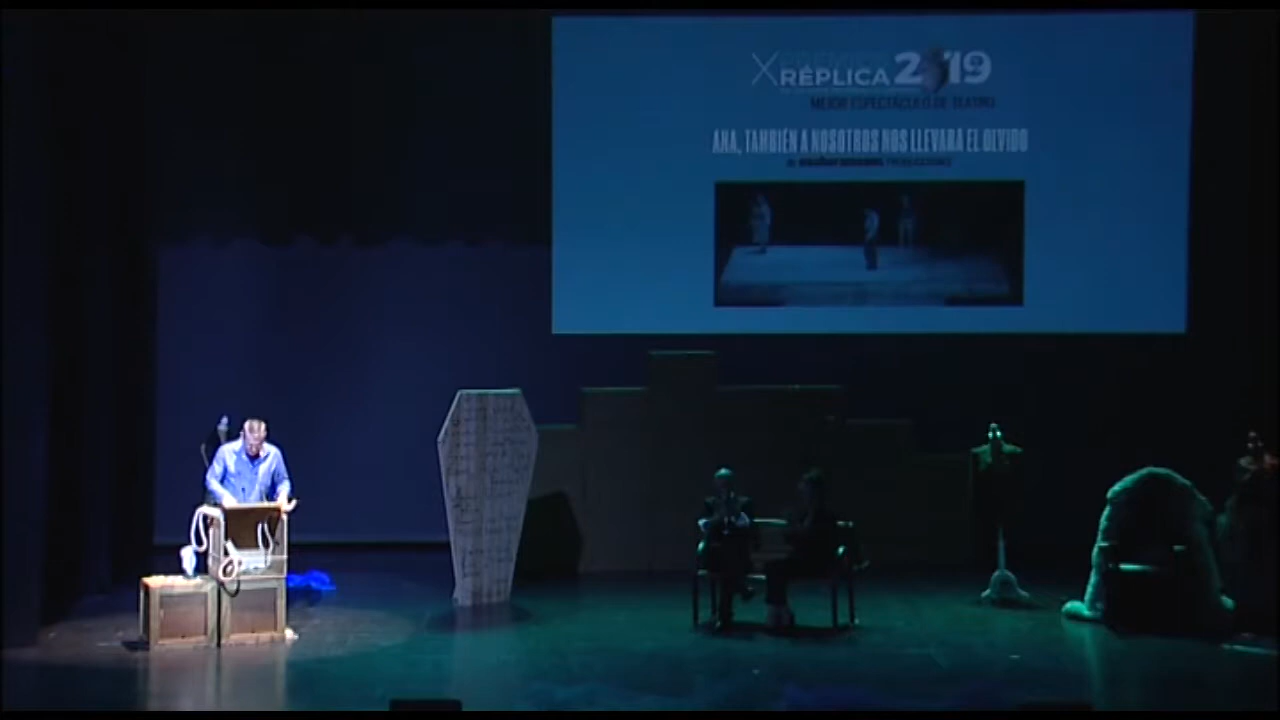 X
RÉPLICA 2019
MEJOR ESPECTÁCULO DE TEATRO
ANA, TAMBIÉN A NOSOTROS NOS LLEVARÁ EL OLVIDO